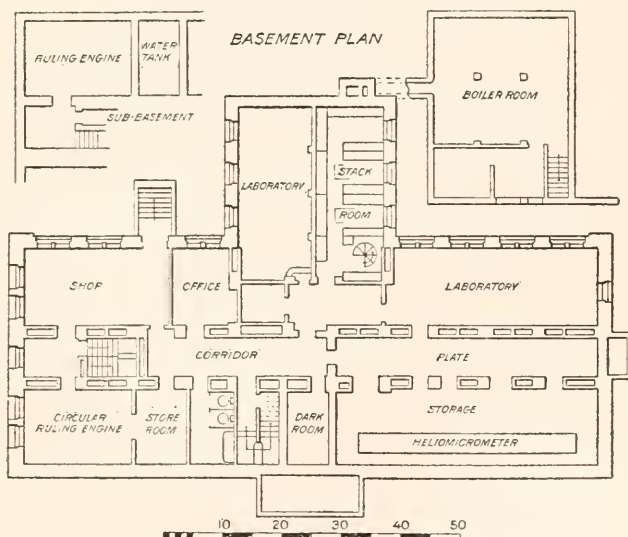 BASEMENT PLAN
RULING ENGINE
WATER
TANK
SUB-BASEMENT
BOILER ROOM
LABORATORY
STACK
ROOM
SHOP
OFFICE
LABORATORY
CORRIDOR
PLATE
CIRCULAR
RULING ENGINE
STORE
ROOM
DARK
ROOM
STORAGE
HELIOMICROMETER
10 20 30 40 50